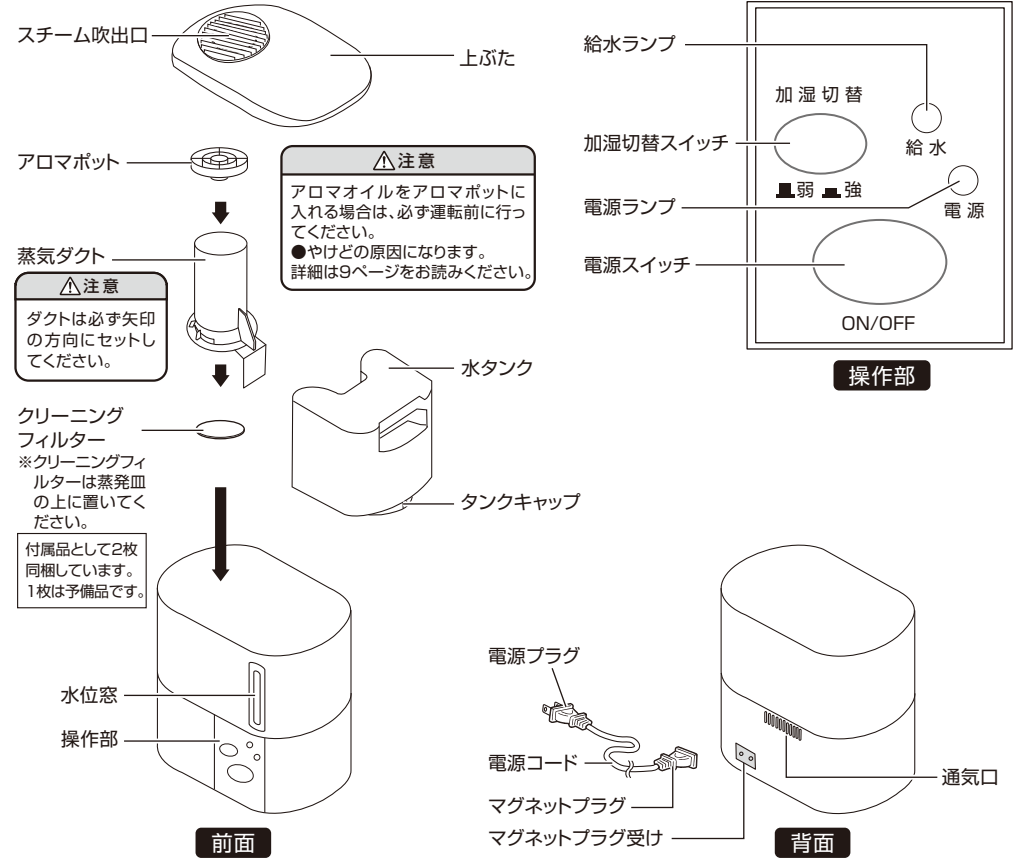 スチーム吹出口
上ぶた
アロマポット
⚠注意
アロマオイルをアロマポットに
入れる場合は、必ず運転前に行っ
てください。
●やけどの原因になります。
詳細は9ページをお読みください。
蒸気ダクト
⚠注意
ダクトは必ず矢印
の方向にセットし
てください。
水タンク
クリーニング
フィルター
※クリーニングフィ
ルターは蒸発皿
の上に置いてく
ださい。
タンクキャップ
付属品として2枚
同梱しています。
1枚は予備品です。
水位窓
操作部
前面
給水ランプ
加湿切替
加湿切替スイッチ
給水
弱 強
電源ランプ
電源
電源スイッチ
ON/OFF
操作部
電源プラグ
電源コード
通気口
マグネットプラグ
マグネットプラグ受け
背面